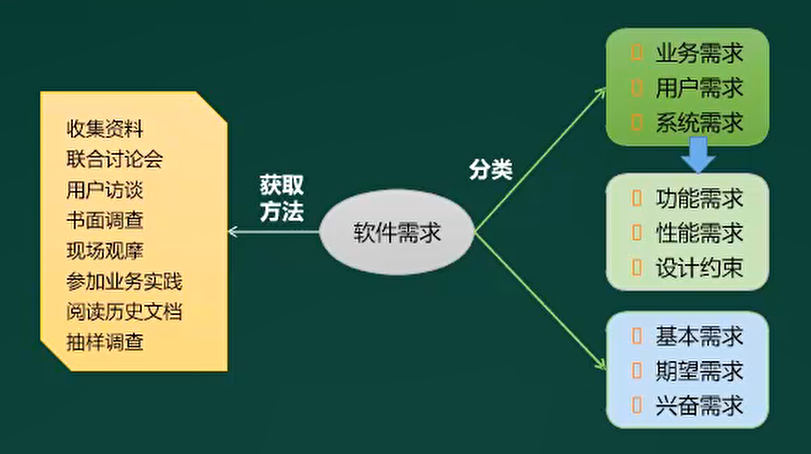 收集资料
联合讨论会
用户访谈
书面调查
现场观摩
参加业务实践
阅读历史文档
抽样调查
获取
方法
软件需求
分类
业务需求
用户需求
系统需求
功能需求
性能需求
设计约束
基本需求
期望需求
兴奋需求